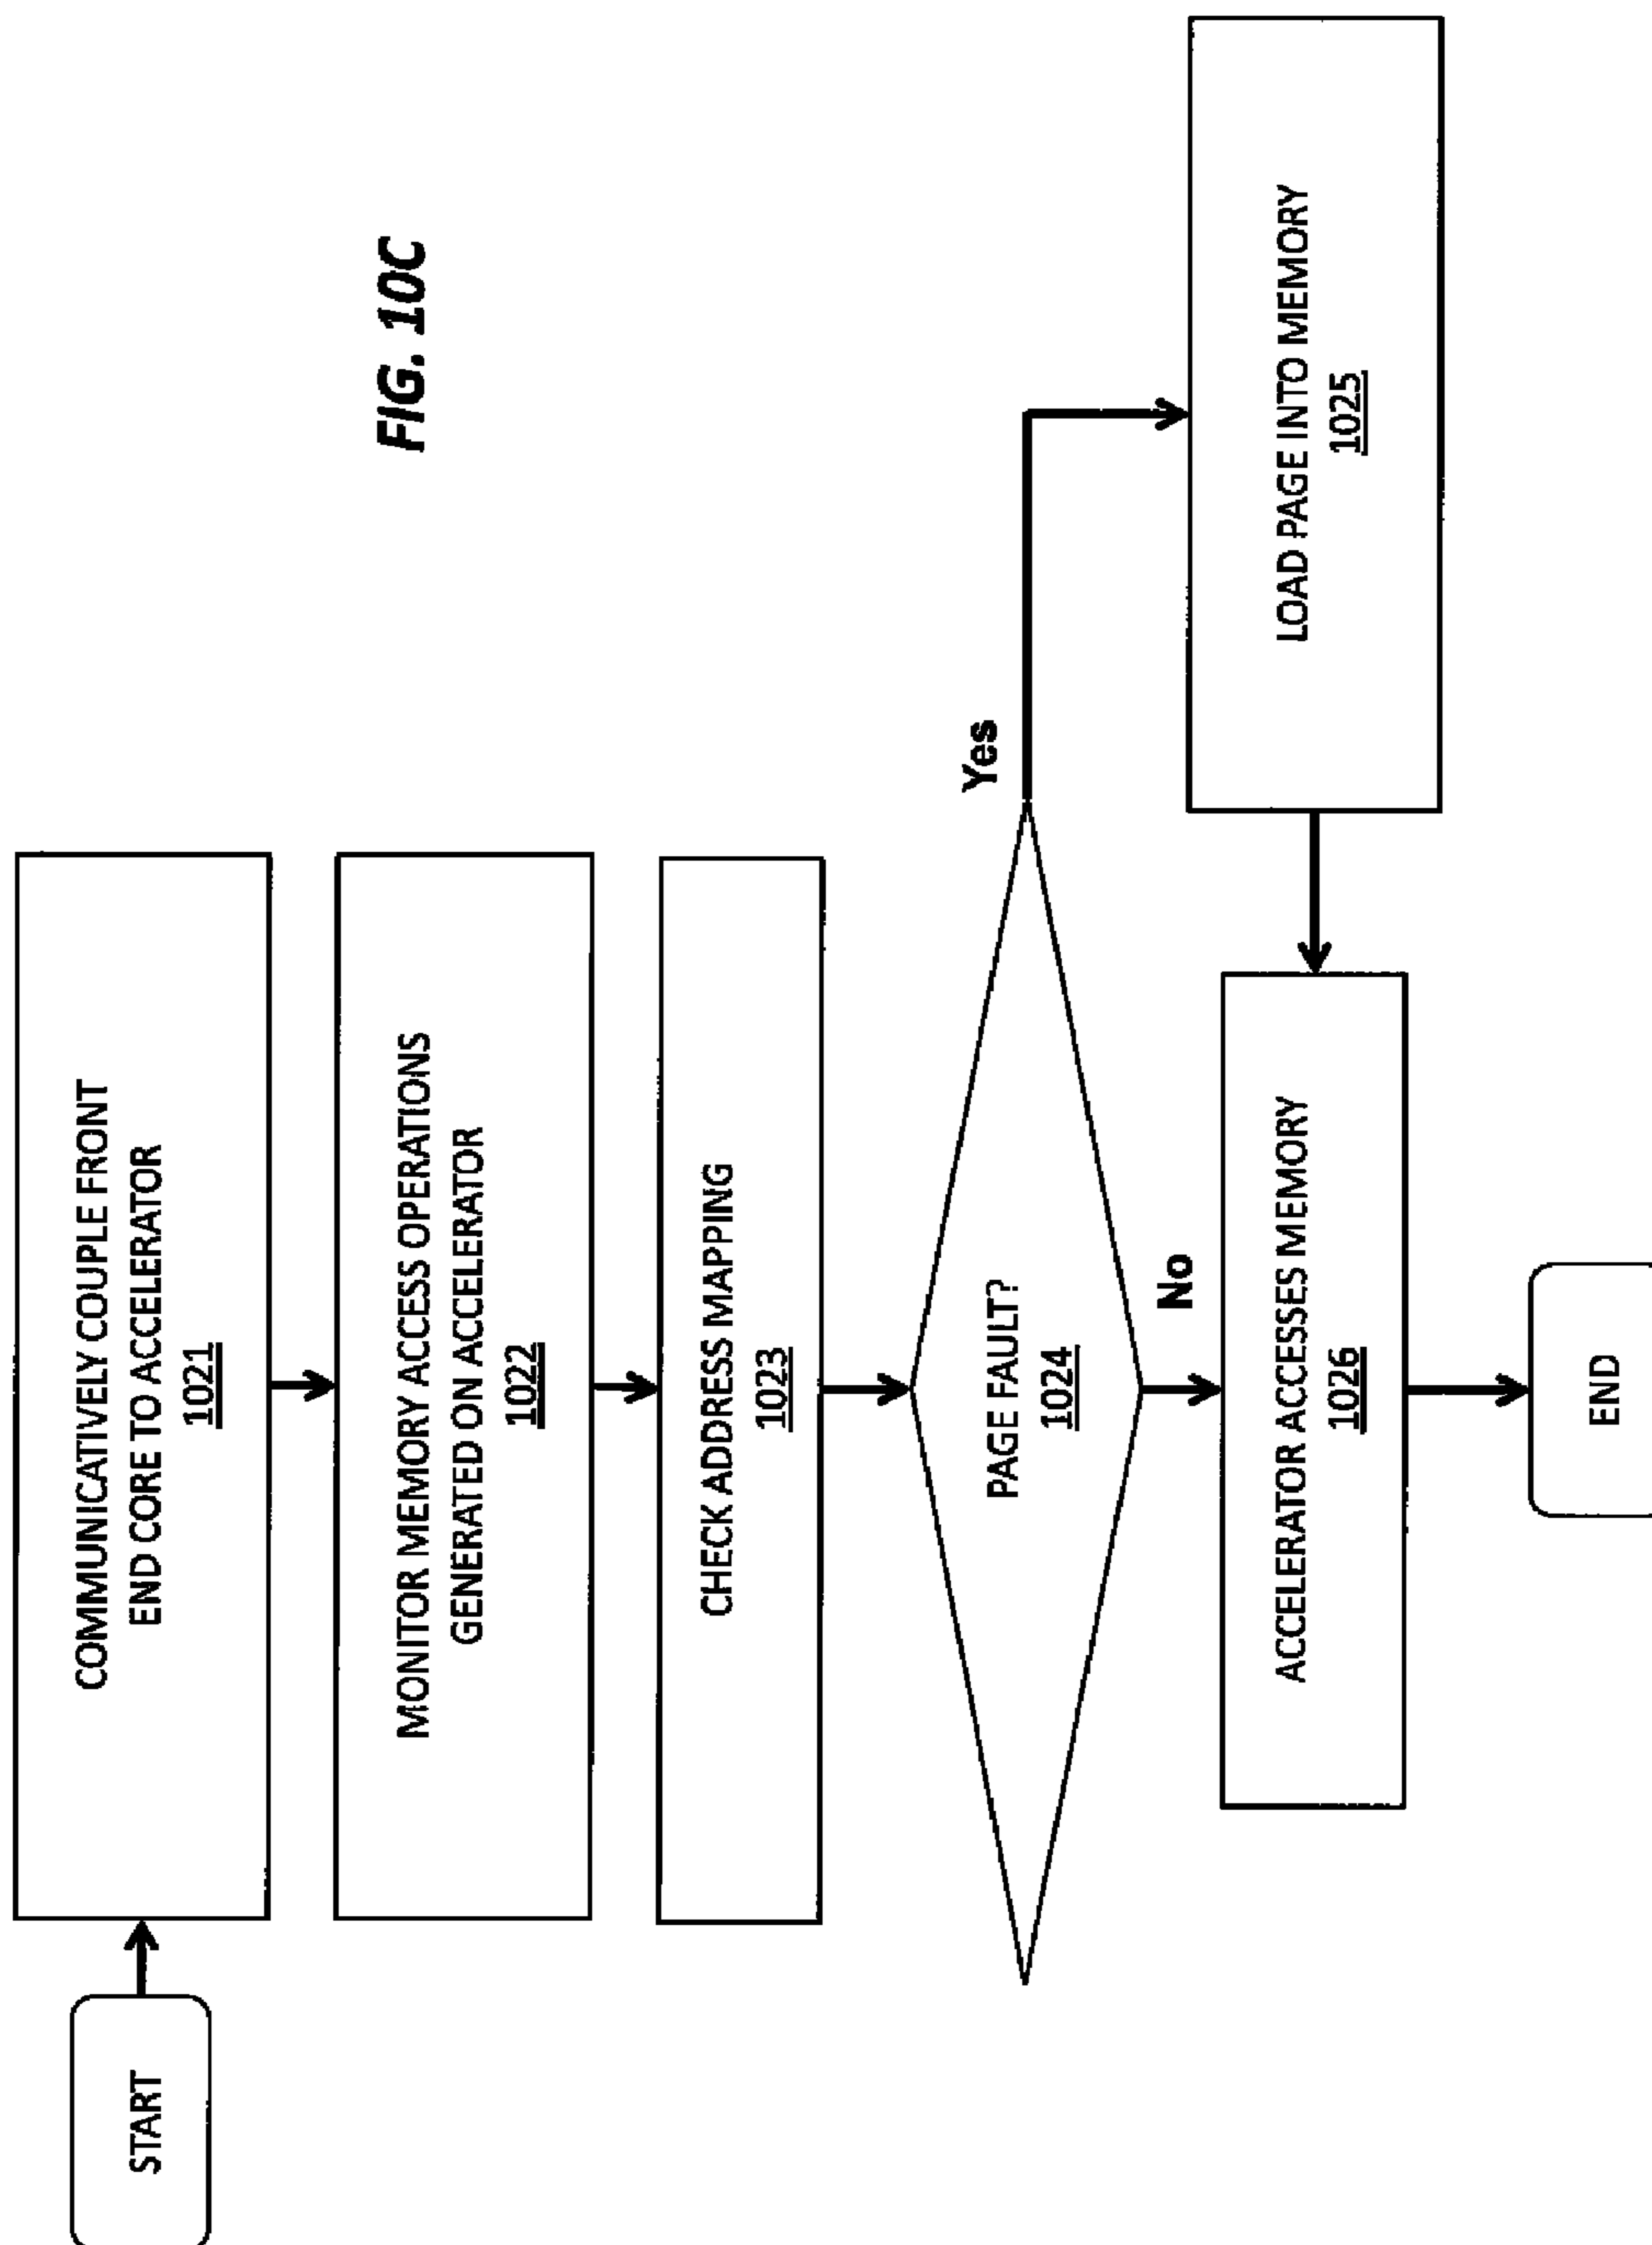 START
COMMUNICATIVELY COUPLE FRONT
END CORE TO ACCELERATOR
1021
MONITOR MEMORY ACCESS OPERATIONS
GENERATED ON ACCELERATOR
1022
CHECK ADDRESS MAPPING
1023
PAGE FAULT?
1024
Yes
No
LOAD PAGE INTO MEMORY
1025
ACCELERATOR ACCESSES MEMORY
1026
END
FIG. 10C